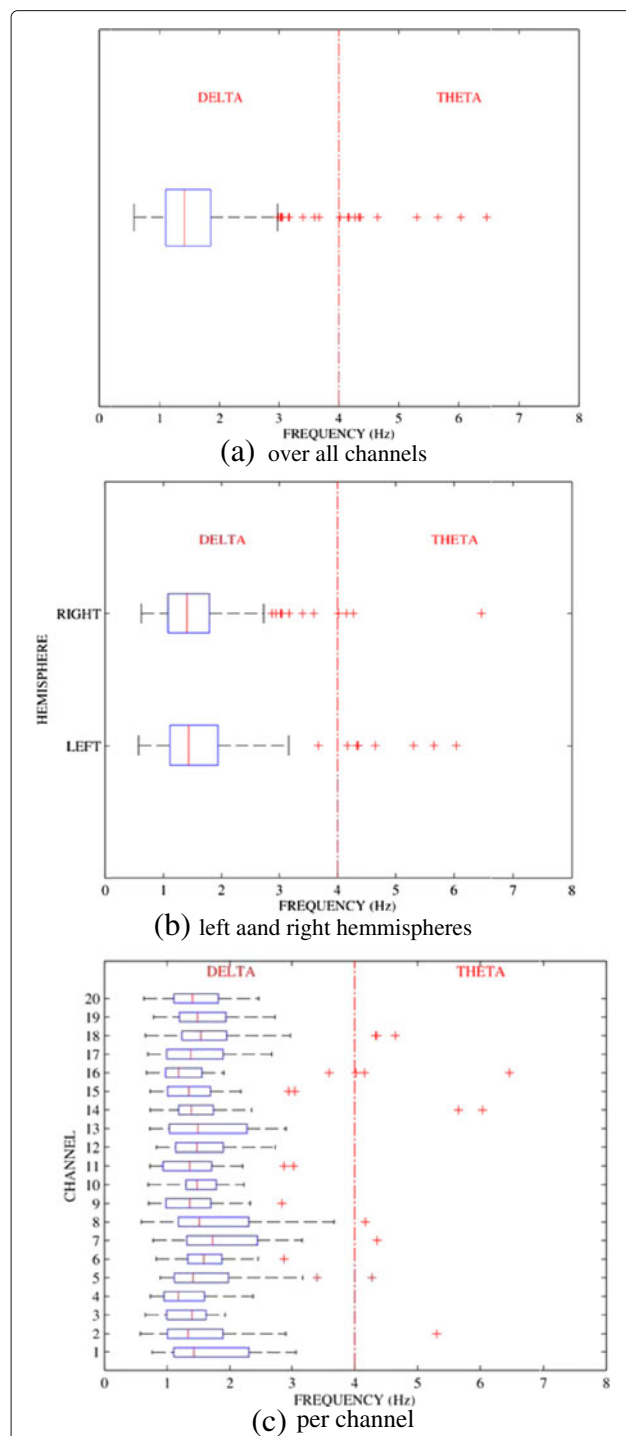 DELTA THETA
0 1 2 3 4 5 6 7 8
FREQUENCY (Hz)
(a) over all channels
DELTA THETA
RIGHT
HEMISPHERE
LEFT
0 1 2 3 4 5 6 7 8
FREQUENCY (Hz)
(b) left aand right hemmispheres
DELTA THETA
20
19
18
17
16
15
14
13
12
11
CHANNEL
10
9
8
7
6
5
4
3
2
1
0 1 2 3 4 5 6 7 8
FREQUENCY (Hz)
(c) per channel